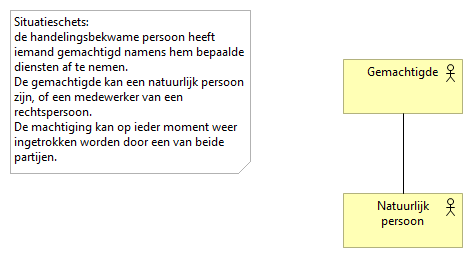 Situatieschets:
de handelingsbekwame persoon heeft
iemand gemachtigd namens hem bepaalde
diensten af te nemen.
De gemachtigde kan een natuurlijk persoon
zijn, of een medewerker van een
rechtspersoon.
De machtiging kan op ieder moment weer
ingetrokken worden door een van beide
partijen.
Gemachtigde
Natuurlijk
persoon